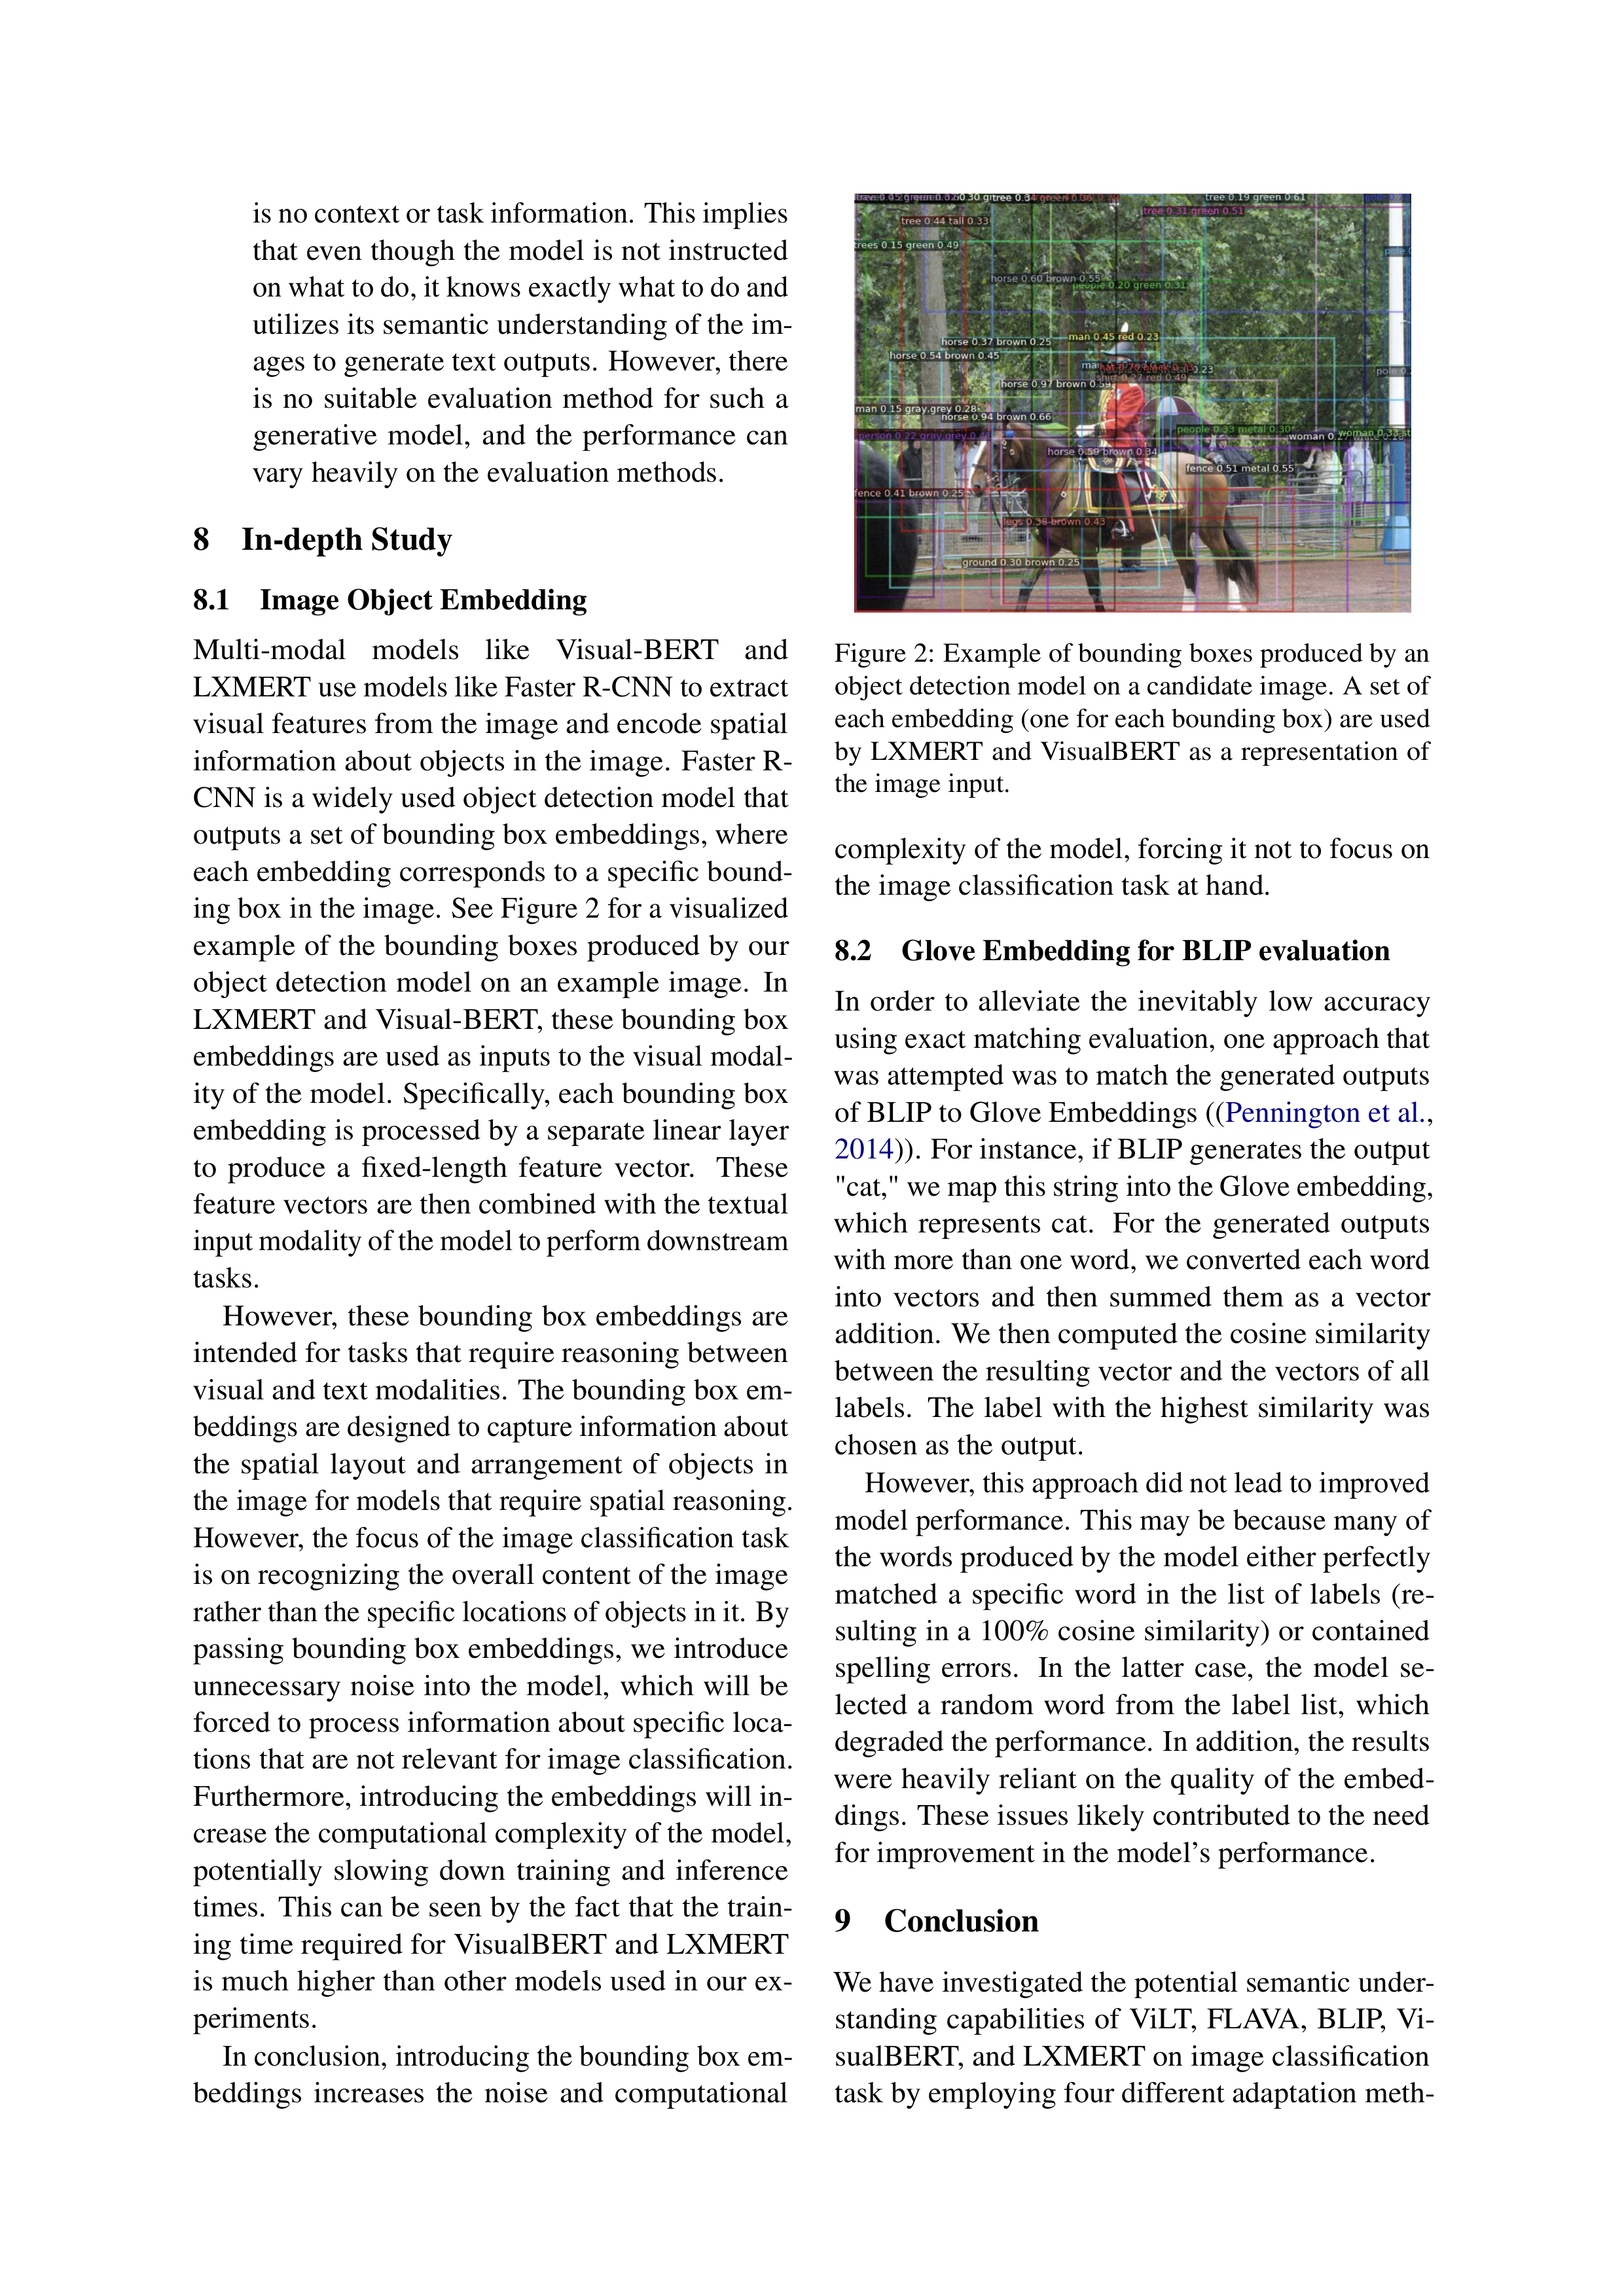 is no context or task information. This implies
that even though the model is not instructed
on what to do, it knows exactly what to do and
utilizes its semantic understanding of the im-
ages to generate text outputs. However, there
is no suitable evaluation method for such a
generative model, and the performance can
vary heavily on the evaluation methods.
8 In-depth Study
8.1 Image Object Embedding
Multi-modal models like Visual-BERT and
LXMERT use models like Faster R-CNN to extract
visual features from the image and encode spatial
information about objects in the image. Faster R-
CNN is a widely used object detection model that
outputs a set of bounding box embeddings, where
each embedding corresponds to a specific bound-
ing box in the image. See Figure 2 for a visualized
example of the bounding boxes produced by our
object detection model on an example image. In
LXMERT and Visual-BERT, these bounding box
embeddings are used as inputs to the visual modal-
ity of the model. Specifically, each bounding box
embedding is processed by a separate linear layer
to produce a fixed-length feature vector. These
feature vectors are then combined with the textual
input modality of the model to perform downstream
tasks.
However, these bounding box embeddings are
intended for tasks that require reasoning between
visual and text modalities. The bounding box em-
beddings are designed to capture information about
the spatial layout and arrangement of objects in
the image for models that require spatial reasoning.
However, the focus of the image classification task
is on recognizing the overall content of the image
rather than the specific locations of objects in it. By
passing bounding box embeddings, we introduce
unnecessary noise into the model, which will be
forced to process information about specific loca-
tions that are not relevant for image classification.
Furthermore, introducing the embeddings will in-
crease the computational complexity of the model,
potentially slowing down training and inference
times. This can be seen by the fact that the train-
ing time required for VisualBERT and LXMERT
is much higher than other models used in our ex-
periments.
In conclusion, introducing the bounding box em-
beddings increases the noise and computational
tree 0.19 green 0.61
tree 0.31 green 0.51
tree 0.44 tall 0.33
trees 0.15 green 0.49
horse 0.60 brown 0.55
people 0.20 green 0.31
man 0.45 red 0.23
horse 0.37 brown 0.25
horse 0.54 brown 0.45
horse 0.97 brown 0.59
man 0.15 gray,grey 0.28
horse 0.94 brown 0.66
people 0.33 metal 0.30
horse 0.59 brown 0.34
fence 0.51 metal 0.55
fence 0.41 brown 0.25
legs 0.38 brown 0.43
ground 0.30 brown 0.25
Figure 2: Example of bounding boxes produced by an
object detection model on a candidate image. A set of
each embedding (one for each bounding box) are used
by LXMERT and VisualBERT as a representation of
the image input.
complexity of the model, forcing it not to focus on
the image classification task at hand.
8.2 Glove Embedding for BLIP evaluation
In order to alleviate the inevitably low accuracy
using exact matching evaluation, one approach that
was attempted was to match the generated outputs
of BLIP to Glove Embeddings ((Pennington et al.,
2014)). For instance, if BLIP generates the output
"cat," we map this string into the Glove embedding,
which represents cat. For the generated outputs
with more than one word, we converted each word
into vectors and then summed them as a vector
addition. We then computed the cosine similarity
between the resulting vector and the vectors of all
labels. The label with the highest similarity was
chosen as the output.
However, this approach did not lead to improved
model performance. This may be because many of
the words produced by the model either perfectly
matched a specific word in the list of labels (re-
sulting in a 100% cosine similarity) or contained
spelling errors. In the latter case, the model se-
lected a random word from the label list, which
degraded the performance. In addition, the results
were heavily reliant on the quality of the embed-
dings. These issues likely contributed to the need
for improvement in the model's performance.
9 Conclusion
We have investigated the potential semantic under-
standing capabilities of ViLT, FLAVA, BLIP, Vi-
sualBERT, and LXMERT on image classification
task by employing four different adaptation meth-